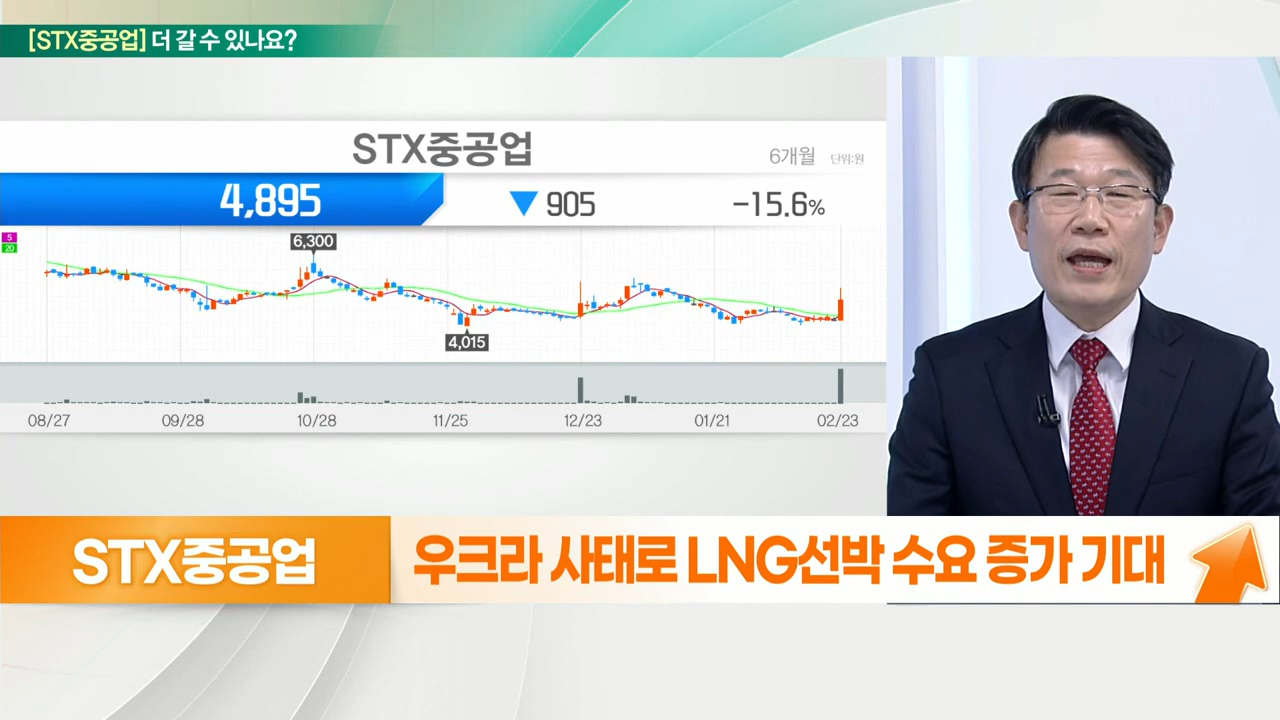 [STX중공업] 더 갈 수 있나요?
STX중공업
6개월 단위:원
4,895 ▼ 905 -15.6%
5
20
6,300
4,015
08/27 09/28 10/28 11/25 12/23 01/21 02/23
STX중공업 우크라 사태로 LNG선박 수요 증가 기대